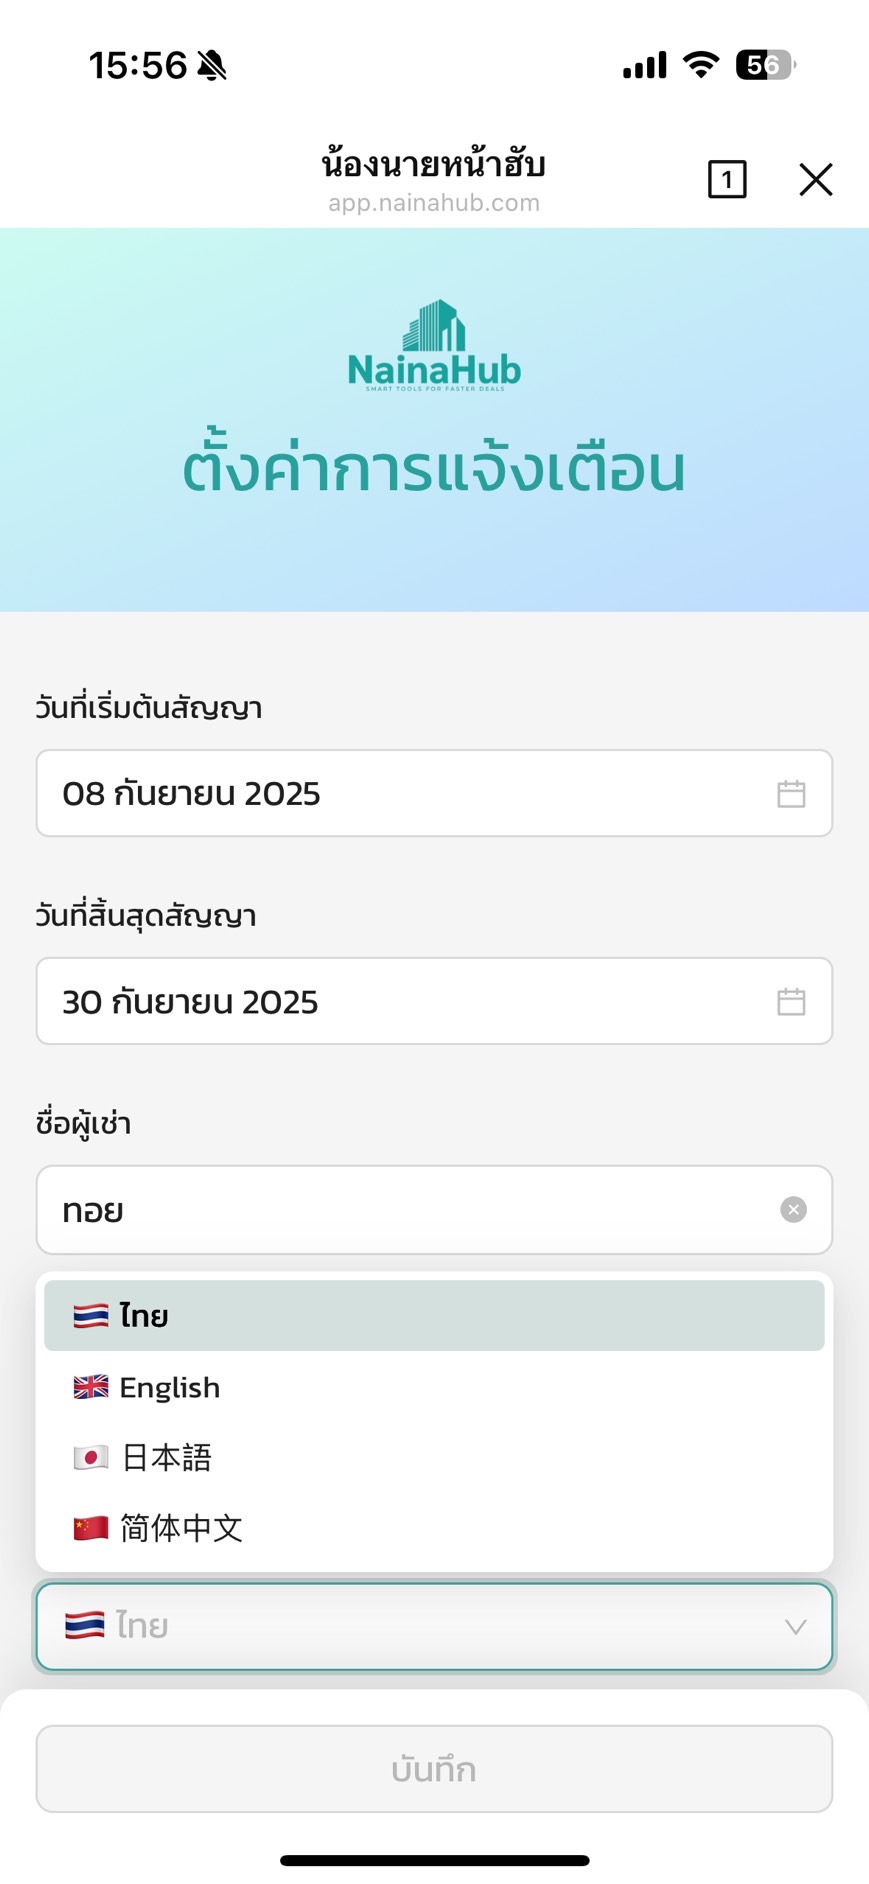 15:56
56
น้องนายหน้าฮับ
app.nainahub.com
1
NainaHub
SMART TOOLS FOR FASTER DEALS
ตั้งค่าการแจ้งเตือน
วันที่เริ่มต้นสัญญา
08 กันยายน 2025
วันที่สิ้นสุดสัญญา
30 กันยายน 2025
ชื่อผู้เช่า
ทอย
🇹🇭 ไทย
🇬🇧 English
🇯🇵 日本語
🇨🇳 简体中文
🇹🇭 ไทย
บันทึก